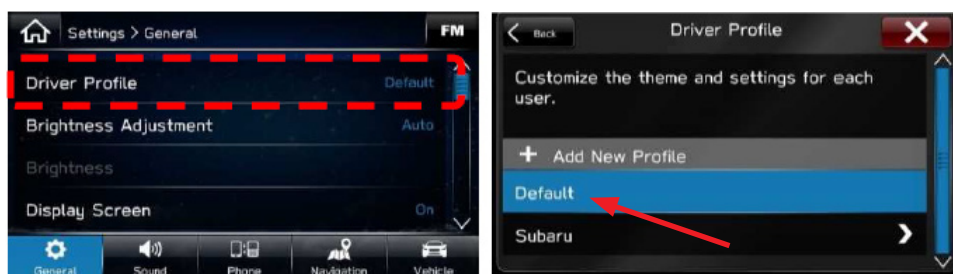 Settings > General
FM
Driver Profile
Default
Brightness Adjustment
Auto
Brightness
Display Screen
On
General
Sound
Phone
Navigation
Vehicle
Back
Driver Profile
Customize the theme and settings for each
user.
+ Add New Profile
Default
Subaru